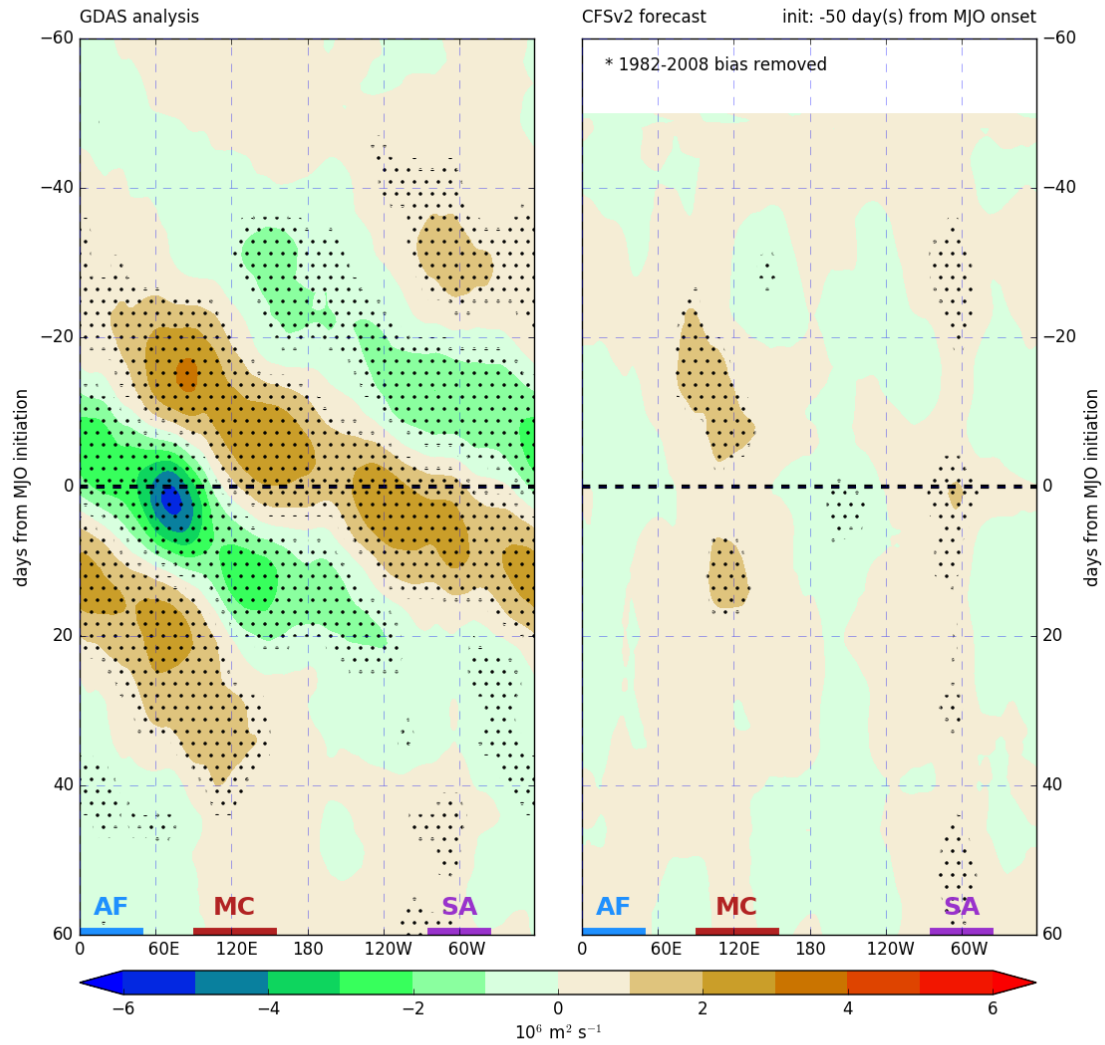 GDAS analysis
CFSv2 forecast init: -50 day(s) from MJO onset
* 1982-2008 bias removed
−60
−40
−20
0
20
40
60
days from MJO initiation
−60
−40
−20
0
20
40
60
days from MJO initiation
AF MC SA
AF MC SA
0 60E 120E 180 120W 60W
0 60E 120E 180 120W 60W
−6 −4 −2 0 2 4 6
10⁶ m² s⁻¹